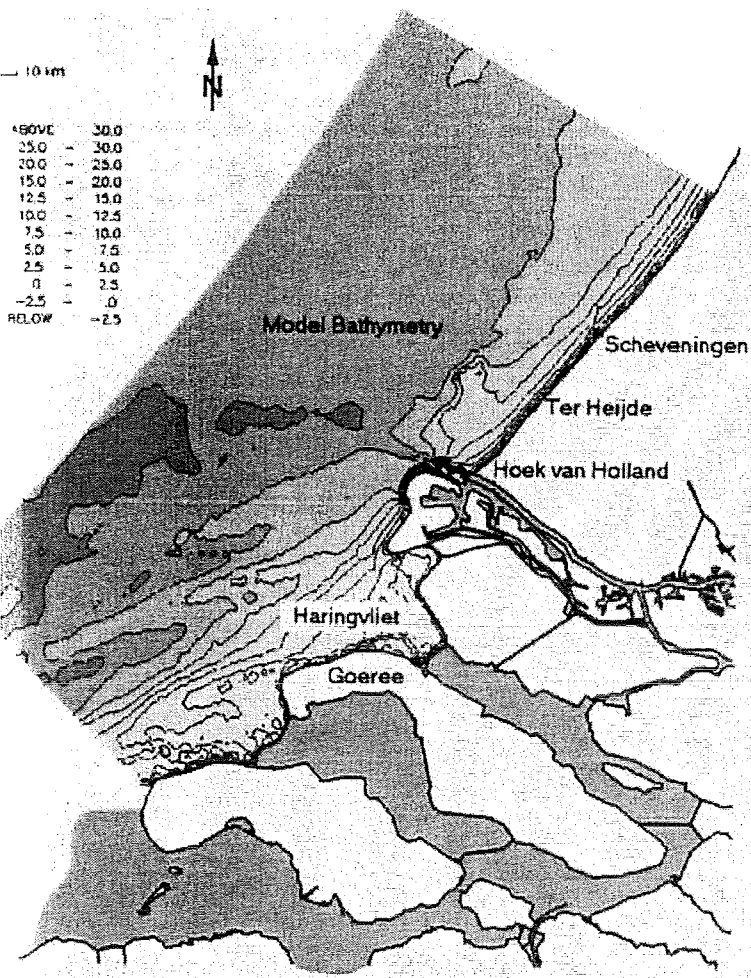 10 km
N
ABOVE 30.0
25.0 - 30.0
20.0 - 25.0
15.0 - 20.0
12.5 - 15.0
10.0 - 12.5
7.5 - 10.0
5.0 - 7.5
2.5 - 5.0
0 - 2.5
-2.5 - .0
BELOW -2.5
Model Bathymetry
Scheveningen
Ter Heijde
Hoek van Holland
Haringvliet
Goeree